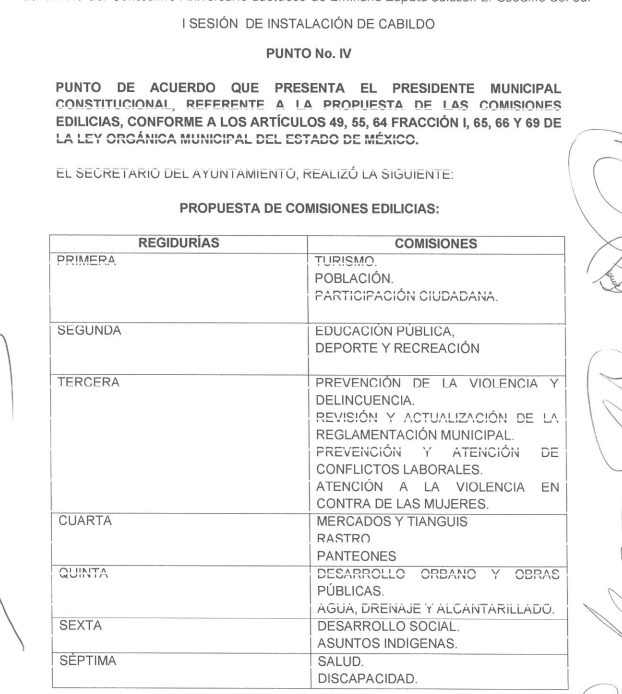 I SESIÓN DE INSTALACIÓN DE CABILDO
PUNTO No. IV
PUNTO DE ACUERDO QUE PRESENTA EL PRESIDENTE MUNICIPAL
CONSTITUCIONAL, REFERENTE A LA PROPUESTA DE LAS COMISIONES
EDILICIAS, CONFORME A LOS ARTÍCULOS 49, 55, 64 FRACCIÓN I, 65, 66 Y 69 DE
LA LEY ORGÁNICA MUNICIPAL DEL ESTADO DE MÉXICO.
EL SECRETARIO DEL AYUNTAMIENTO, REALIZÓ LA SIGUIENTE:
PROPUESTA DE COMISIONES EDILICIAS:
REGIDURÍAS COMISIONES
PRIMERA TURISMO.
POBLACIÓN.
PARTICIPACIÓN CIUDADANA.
SEGUNDA EDUCACIÓN PÚBLICA,
DEPORTE Y RECREACIÓN
TERCERA PREVENCIÓN DE LA VIOLENCIA Y
DELINCUENCIA.
REVISIÓN Y ACTUALIZACIÓN DE LA
REGLAMENTACIÓN MUNICIPAL.
PREVENCIÓN Y ATENCIÓN DE
CONFLICTOS LABORALES.
ATENCIÓN A LA VIOLENCIA EN
CONTRA DE LAS MUJERES.
CUARTA MERCADOS Y TIANGUIS
RASTRO
PANTEONES
QUINTA DESARROLLO URBANO Y OBRAS
PÚBLICAS.
AGUA, DRENAJE Y ALCANTARILLADO.
SEXTA DESARROLLO SOCIAL.
ASUNTOS INDIGENAS.
SÉPTIMA SALUD.
DISCAPACIDAD.